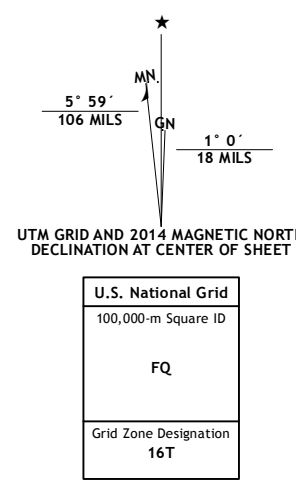 ★
MN.
5° 59´
106 MILS
GN
1° 0´
18 MILS
UTM GRID AND 2014 MAGNETIC NORTH
DECLINATION AT CENTER OF SHEET
U.S. National Grid
100,000-m Square ID
FQ
Grid Zone Designation
16T